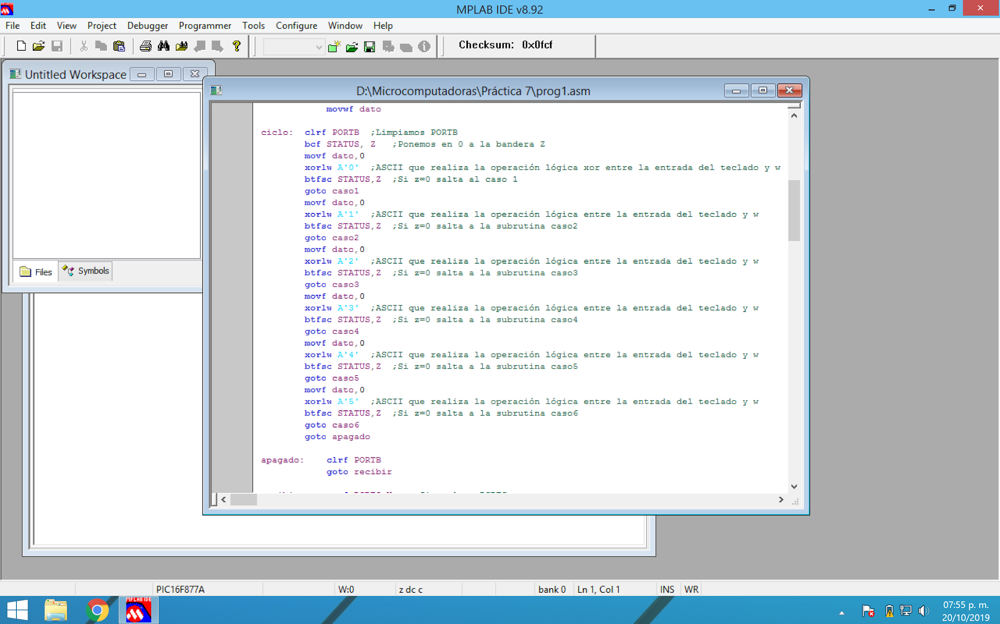 MPLAB IDE v8.92
File Edit View Project Debugger Programmer Tools Configure Window Help
Checksum: 0x0fcf
Untitled Workspace
Files Symbols
D:\Microcomputadoras\Práctica 7\prog1.asm
movwf dato
ciclo: clrf PORTB ;Limpiamos PORTB
bcf STATUS, Z ;Ponemos en 0 a la bandera Z
movf dato,0
xorlw A'0' ;ASCII que realiza la operación lógica xor entre la entrada del teclado y w
btfsc STATUS,Z ;Si z=0 salta al caso 1
goto caso1
movf dato,0
xorlw A'1' ;ASCII que realiza la operación lógica entre la entrada del teclado y w
btfsc STATUS,Z ;Si z=0 salta a la subrutina caso2
goto caso2
movf dato,0
xorlw A'2' ;ASCII que realiza la operación lógica entre la entrada del teclado y w
btfsc STATUS,Z ;Si z=0 salta a la subrutina caso3
goto caso3
movf dato,0
xorlw A'3' ;ASCII que realiza la operación lógica entre la entrada del teclado y w
btfsc STATUS,Z ;Si z=0 salta a la subrutina caso4
goto caso4
movf dato,0
xorlw A'4' ;ASCII que realiza la operación lógica entre la entrada del teclado y w
btfsc STATUS,Z ;Si z=0 salta a la subrutina caso5
goto caso5
movf dato,0
xorlw A'5' ;ASCII que realiza la operación lógica entre la entrada del teclado y w
btfsc STATUS,Z ;Si z=0 salta a la subrutina caso6
goto caso6
goto apagado
apagado: clrf PORTB
goto recibir
PIC16F877A W:0 z dc c bank 0 Ln 1, Col 1 INS WR
MPLAB IDE
07:55 p. m.
20/10/2019